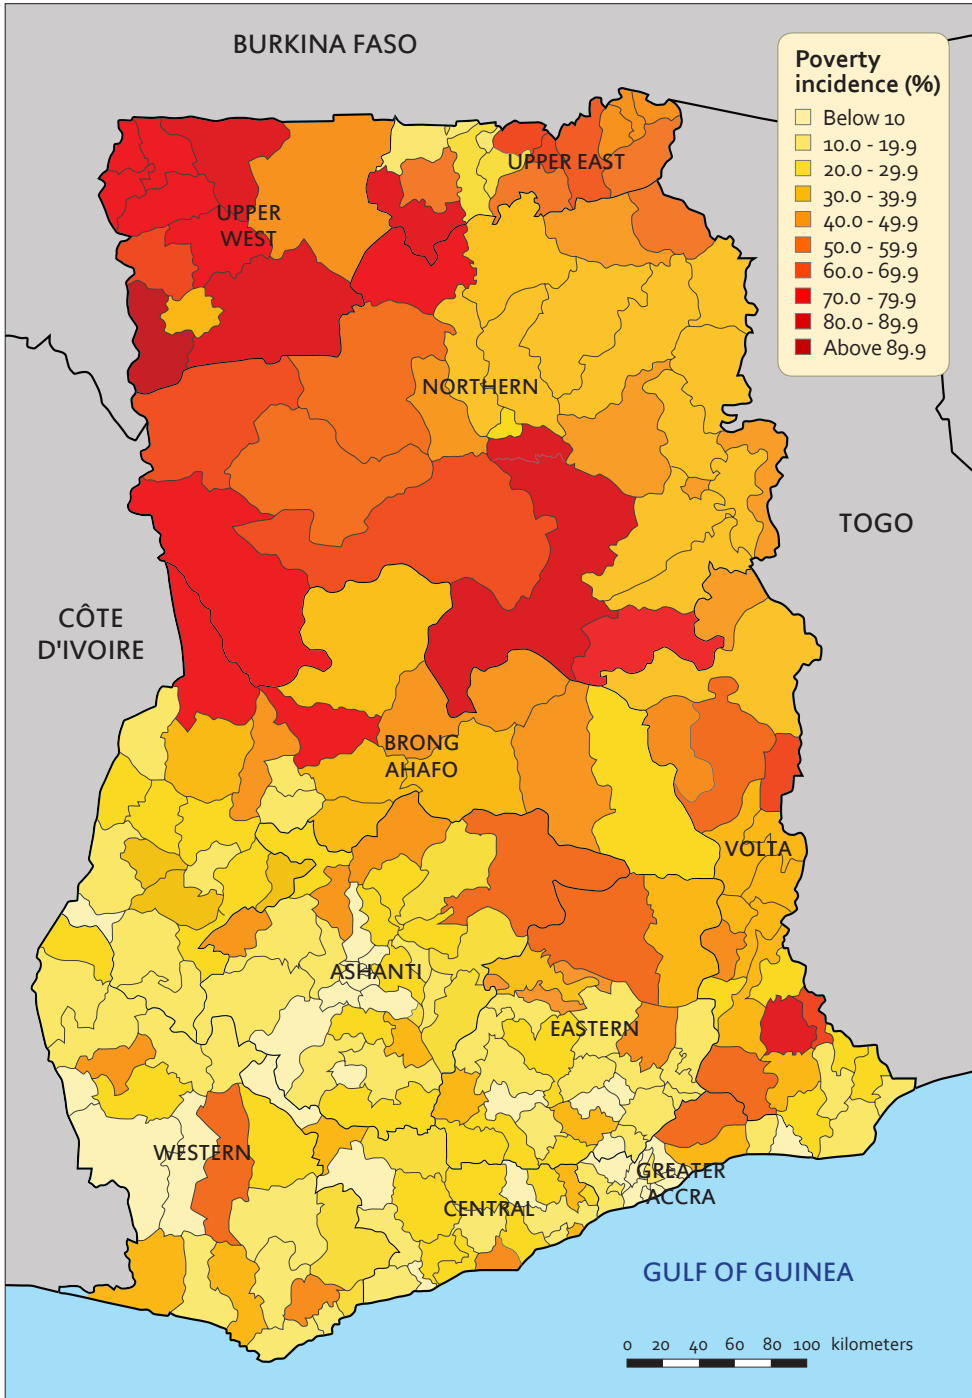 BURKINA FASO
Poverty
incidence (%)
Below 10
10.0 - 19.9
20.0 - 29.9
30.0 - 39.9
40.0 - 49.9
50.0 - 59.9
60.0 - 69.9
70.0 - 79.9
80.0 - 89.9
Above 89.9
UPPER EAST
UPPER
WEST
NORTHERN
TOGO
CÔTE
D'IVOIRE
BRONG
AHAFO
VOLTA
ASHANTI
EASTERN
WESTERN
GREATER
ACCRA
CENTRAL
GULF OF GUINEA
0 20 40 60 80 100 kilometers